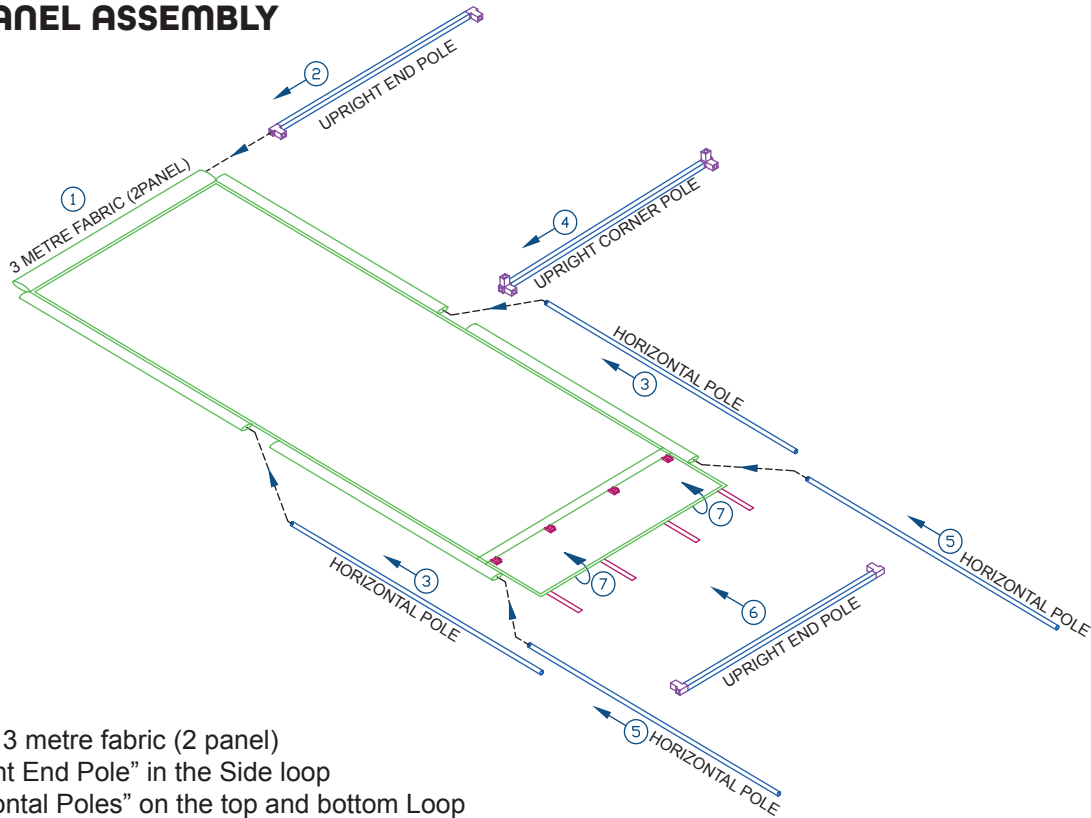 ANEL ASSEMBLY
2
UPRIGHT END POLE
1
3 METRE FABRIC (2PANEL)
4
UPRIGHT CORNER POLE
HORIZONTAL POLE
3
7
5
HORIZONTAL POLE
3
HORIZONTAL POLE
7
6
UPRIGHT END POLE
5
HORIZONTAL POLE
3 metre fabric (2 panel)
nt End Pole” in the Side loop
ontal Poles” on the top and bottom Loop